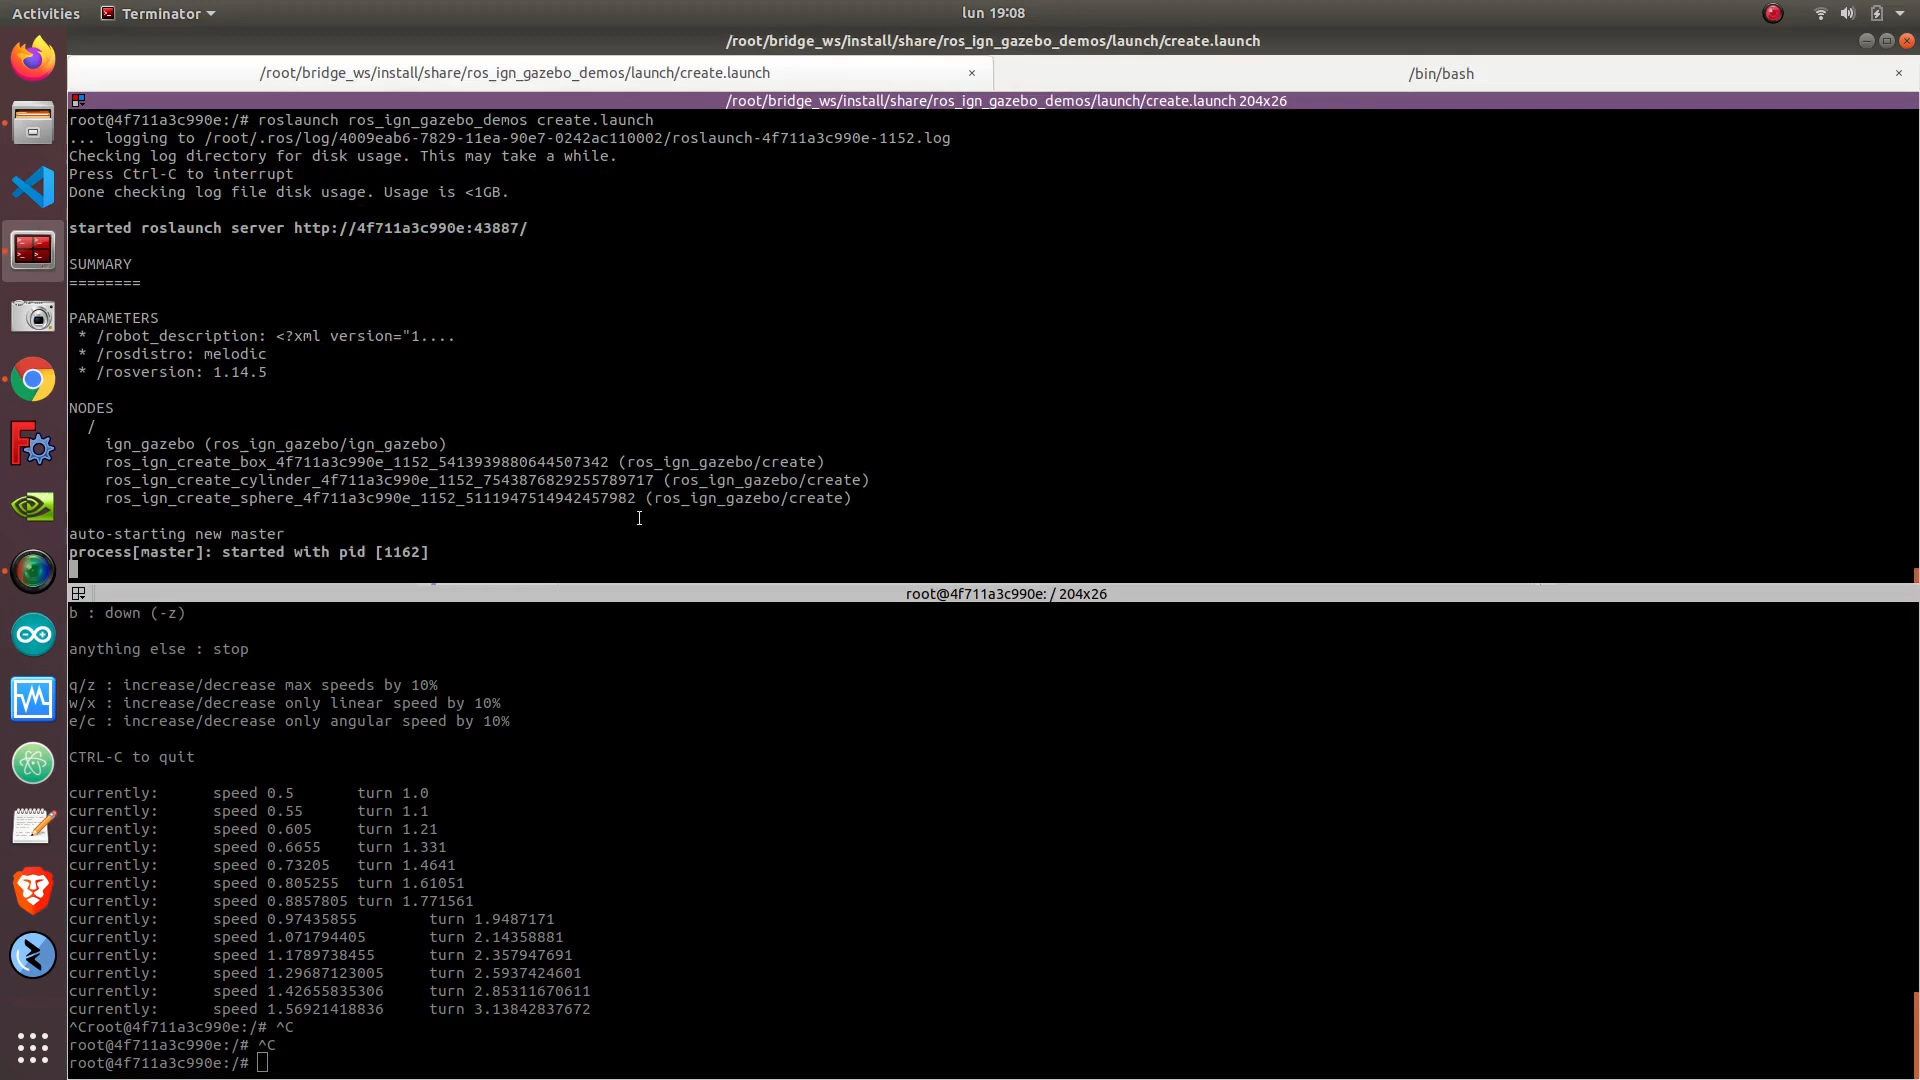 Activities
Terminator
lun 19:08
/root/bridge_ws/install/share/ros_ign_gazebo_demos/launch/create.launch
/root/bridge_ws/install/share/ros_ign_gazebo_demos/launch/create.launch ×
/bin/bash ×
/root/bridge_ws/install/share/ros_ign_gazebo_demos/launch/create.launch 204x26
root@4f711a3c990e:/# roslaunch ros_ign_gazebo_demos create.launch
... logging to /root/.ros/log/4009eab6-7829-11ea-90e7-0242ac110002/roslaunch-4f711a3c990e-1152.log
Checking log directory for disk usage. This may take a while.
Press Ctrl-C to interrupt
Done checking log file disk usage. Usage is <1GB.
started roslaunch server http://4f711a3c990e:43887/
SUMMARY
========
PARAMETERS
* /robot_description: <?xml version="1....
* /rosdistro: melodic
* /rosversion: 1.14.5
NODES
/
ign_gazebo (ros_ign_gazebo/ign_gazebo)
ros_ign_create_box_4f711a3c990e_1152_5413939880644507342 (ros_ign_gazebo/create)
ros_ign_create_cylinder_4f711a3c990e_1152_7543876829255789717 (ros_ign_gazebo/create)
ros_ign_create_sphere_4f711a3c990e_1152_5111947514942457982 (ros_ign_gazebo/create)
auto-starting new master
process[master]: started with pid [1162]
root@4f711a3c990e: / 204x26
b : down (-z)
anything else : stop
q/z : increase/decrease max speeds by 10%
w/x : increase/decrease only linear speed by 10%
e/c : increase/decrease only angular speed by 10%
CTRL-C to quit
currently: speed 0.5 turn 1.0
currently: speed 0.55 turn 1.1
currently: speed 0.605 turn 1.21
currently: speed 0.6655 turn 1.331
currently: speed 0.73205 turn 1.4641
currently: speed 0.805255 turn 1.61051
currently: speed 0.8857805 turn 1.771561
currently: speed 0.97435855 turn 1.9487171
currently: speed 1.071794405 turn 2.14358881
currently: speed 1.1789738455 turn 2.357947691
currently: speed 1.29687123005 turn 2.5937424601
currently: speed 1.42655835306 turn 2.85311670611
currently: speed 1.56921418836 turn 3.13842837672
^Croot@4f711a3c990e:/# ^C
root@4f711a3c990e:/# ^C
root@4f711a3c990e:/#